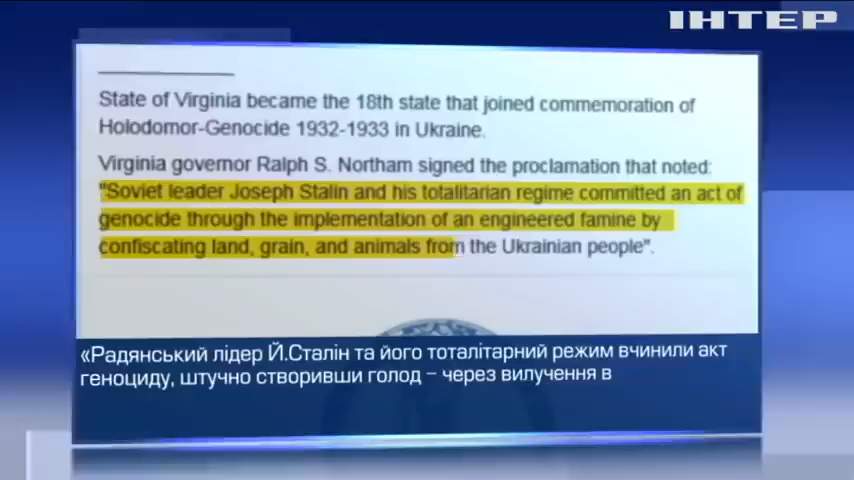 ІНТЕР
State of Virginia became the 18th state that joined commemoration of
Holodomor-Genocide 1932-1933 in Ukraine.
Virginia governor Ralph S. Northam signed the proclamation that noted:
"Soviet leader Joseph Stalin and his totalitarian regime committed an act of
genocide through the implementation of an engineered famine by
confiscating land, grain, and animals from the Ukrainian people".
«Радянський лідер Й.Сталін та його тоталітарний режим вчинили акт
геноциду, штучно створивши голод – через вилучення в